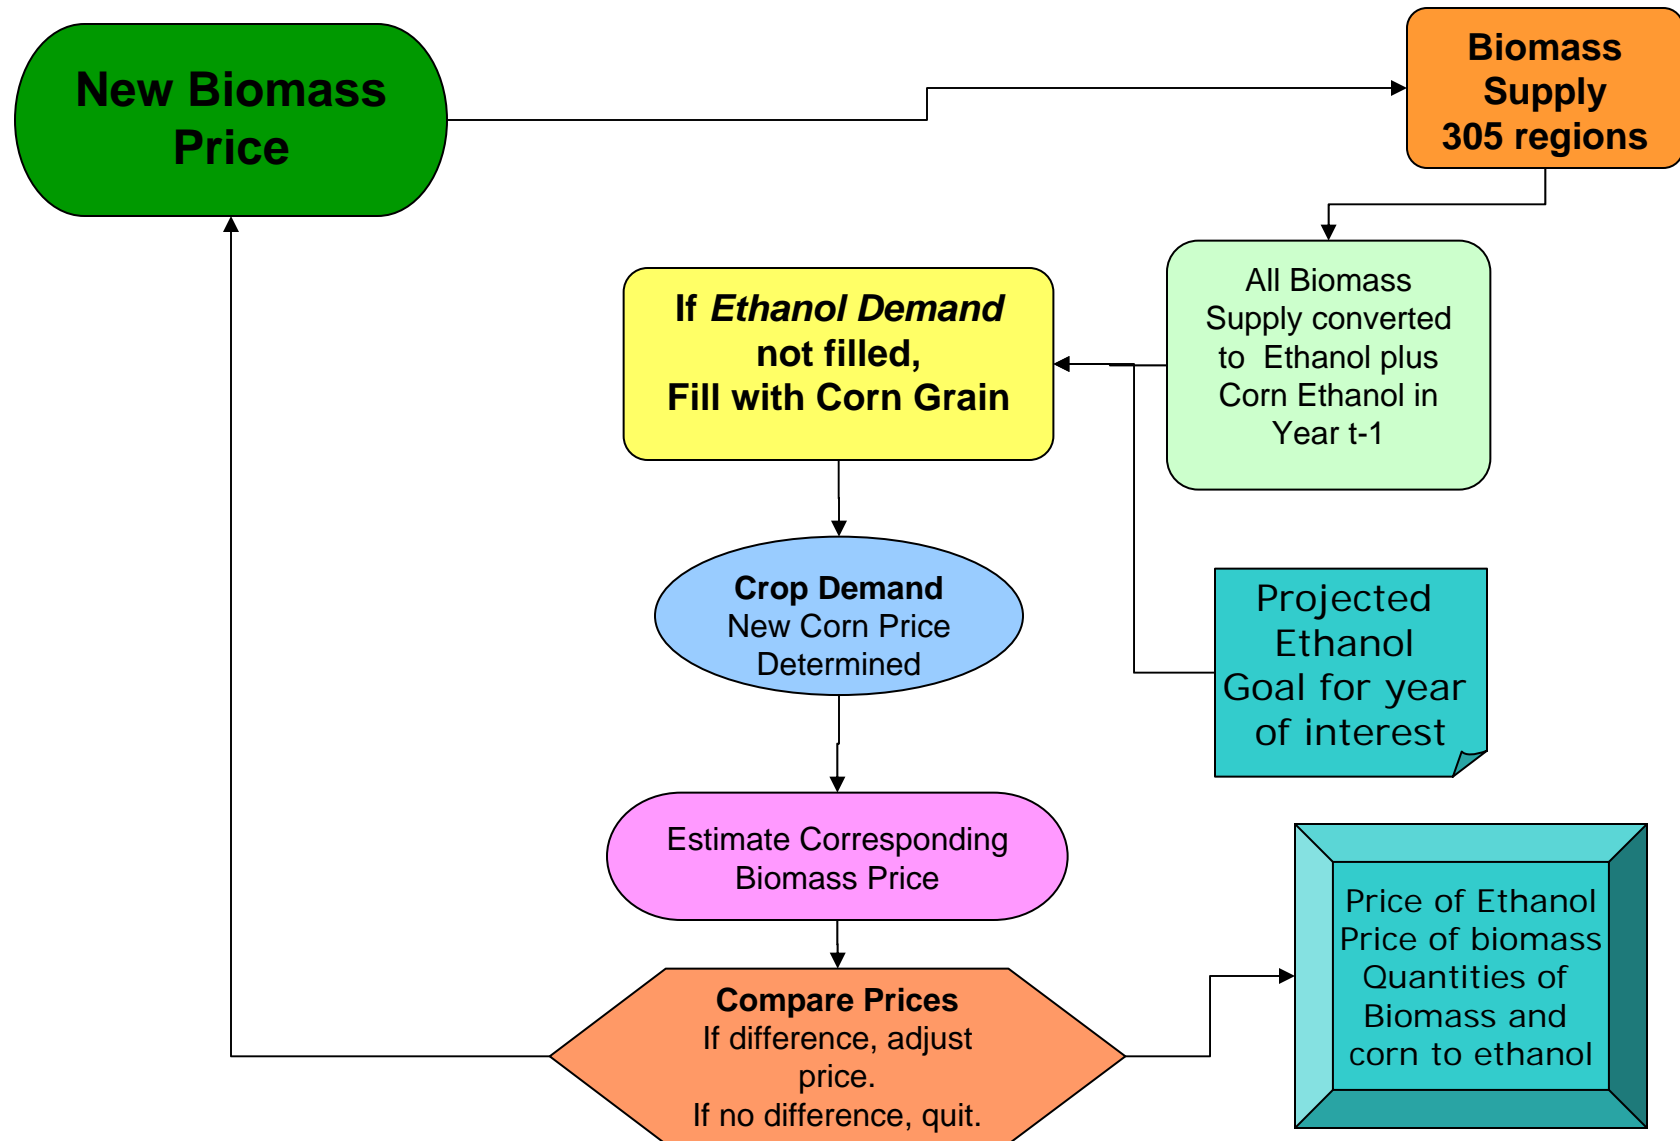 New Biomass
Price
Biomass
Supply
305 regions
All Biomass
Supply converted
to Ethanol plus
Corn Ethanol in
Year t-1
If Ethanol Demand
not filled,
Fill with Corn Grain
Crop Demand
New Corn Price
Determined
Projected
Ethanol
Goal for year
of interest
Estimate Corresponding
Biomass Price
Price of Ethanol
Price of biomass
Quantities of
Biomass and
corn to ethanol
Compare Prices
If difference, adjust
price.
If no difference, quit.